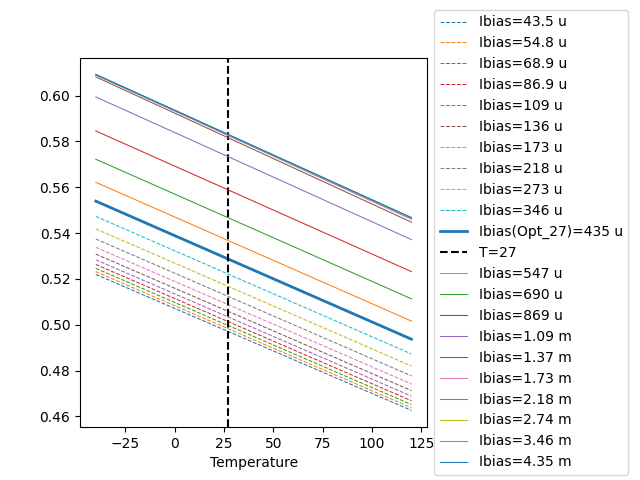 0.60
0.58
0.56
0.54
0.52
0.50
0.48
0.46
−25 0 25 50 75 100 125
Temperature
Ibias=43.5 u
Ibias=54.8 u
Ibias=68.9 u
Ibias=86.9 u
Ibias=109 u
Ibias=136 u
Ibias=173 u
Ibias=218 u
Ibias=273 u
Ibias=346 u
Ibias(Opt_27)=435 u
T=27
Ibias=547 u
Ibias=690 u
Ibias=869 u
Ibias=1.09 m
Ibias=1.37 m
Ibias=1.73 m
Ibias=2.18 m
Ibias=2.74 m
Ibias=3.46 m
Ibias=4.35 m